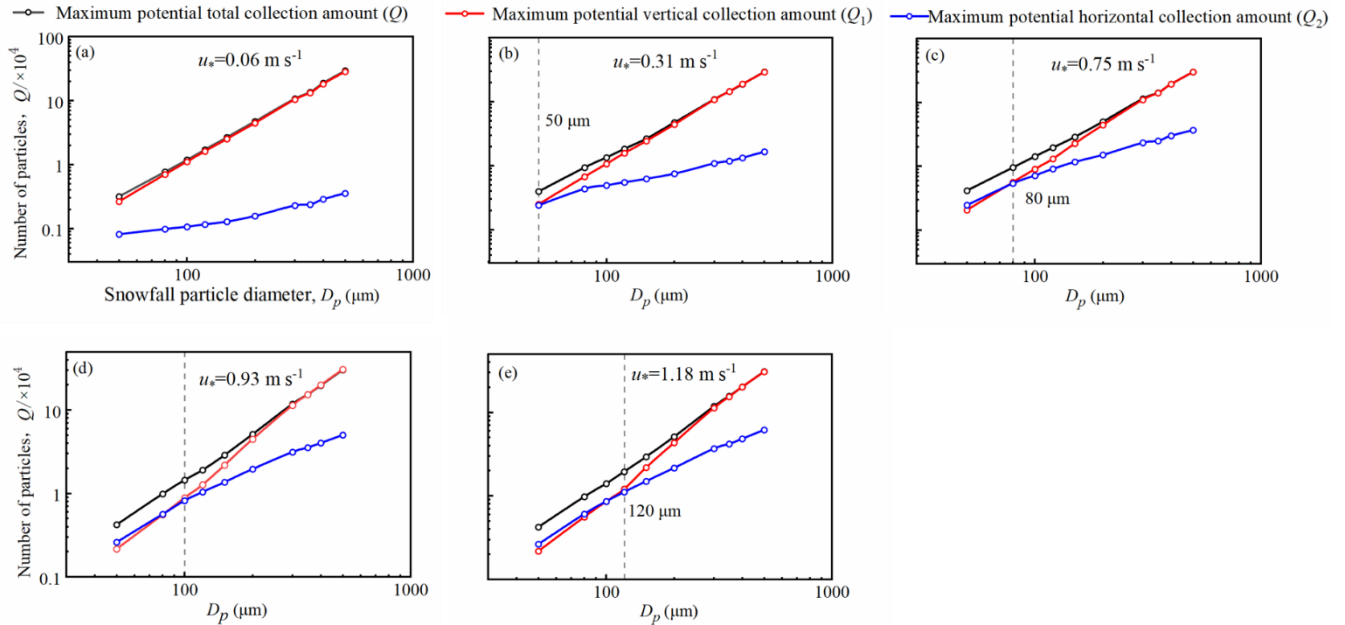 Maximum potential total collection amount (Q) Maximum potential vertical collection amount (Q1) Maximum potential horizontal collection amount (Q2)
(a)
u*=0.06 m s-1
100
10
1
0.1
Number of particles, Q/×10^4
100 1000
Snowfall particle diameter, Dp (μm)
(b)
u*=0.31 m s-1
50 μm
100 1000
Dp (μm)
(c)
u*=0.75 m s-1
80 μm
100 1000
Dp (μm)
(d)
u*=0.93 m s-1
10
1
0.1
Number of particles, Q/×10^4
100 1000
Dp (μm)
(e)
u*=1.18 m s-1
120 μm
100 1000
Dp (μm)